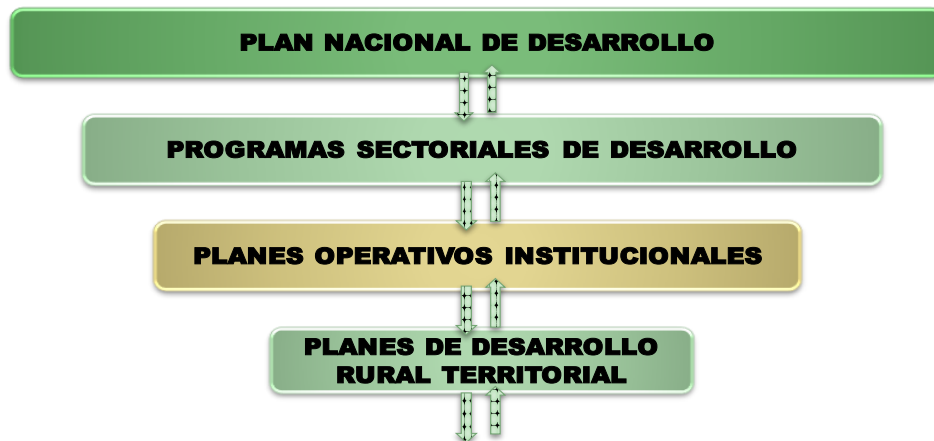 PLAN NACIONAL DE DESARROLLO
PROGRAMAS SECTORIALES DE DESARROLLO
PLANES OPERATIVOS INSTITUCIONALES
PLANES DE DESARROLLO
RURAL TERRITORIAL